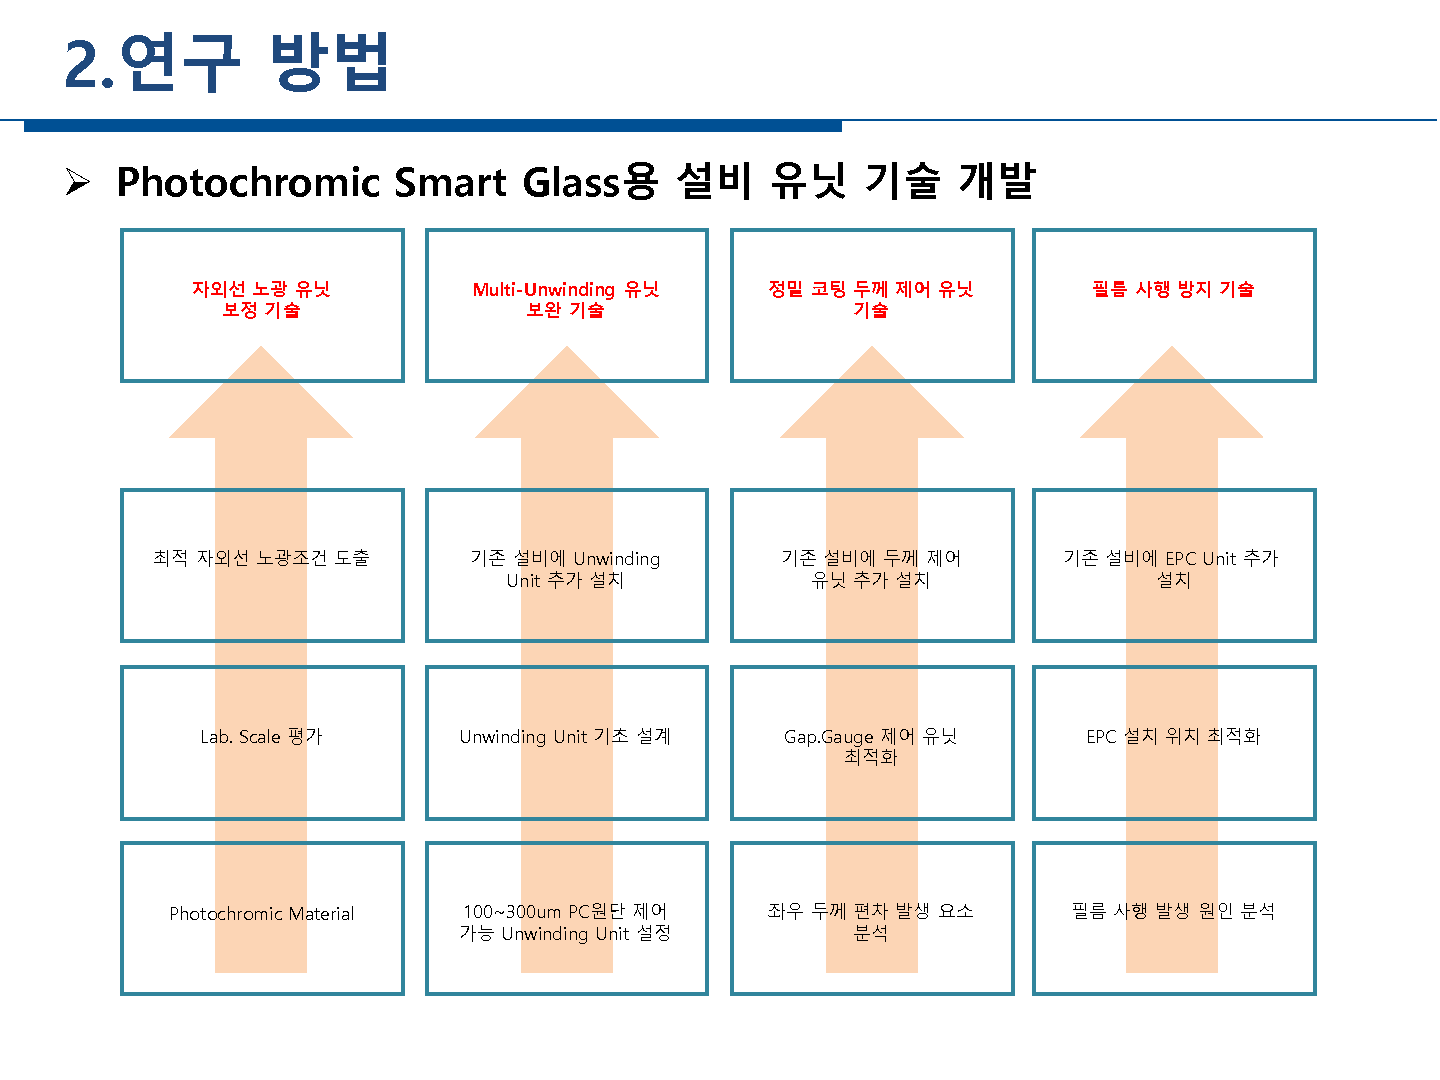 2.연구 방법
➢ Photochromic Smart Glass용 설비 유닛 기술 개발
자외선 노광 유닛
보정 기술
Multi-Unwinding 유닛
보완 기술
정밀 코팅 두께 제어 유닛
기술
필름 사행 방지 기술
최적 자외선 노광조건 도출
기존 설비에 Unwinding
Unit 추가 설치
기존 설비에 두께 제어
유닛 추가 설치
기존 설비에 EPC Unit 추가
설치
Lab. Scale 평가
Unwinding Unit 기초 설계
Gap.Gauge 제어 유닛
최적화
EPC 설치 위치 최적화
Photochromic Material
100~300um PC원단 제어
가능 Unwinding Unit 설정
좌우 두께 편차 발생 요소
분석
필름 사행 발생 원인 분석